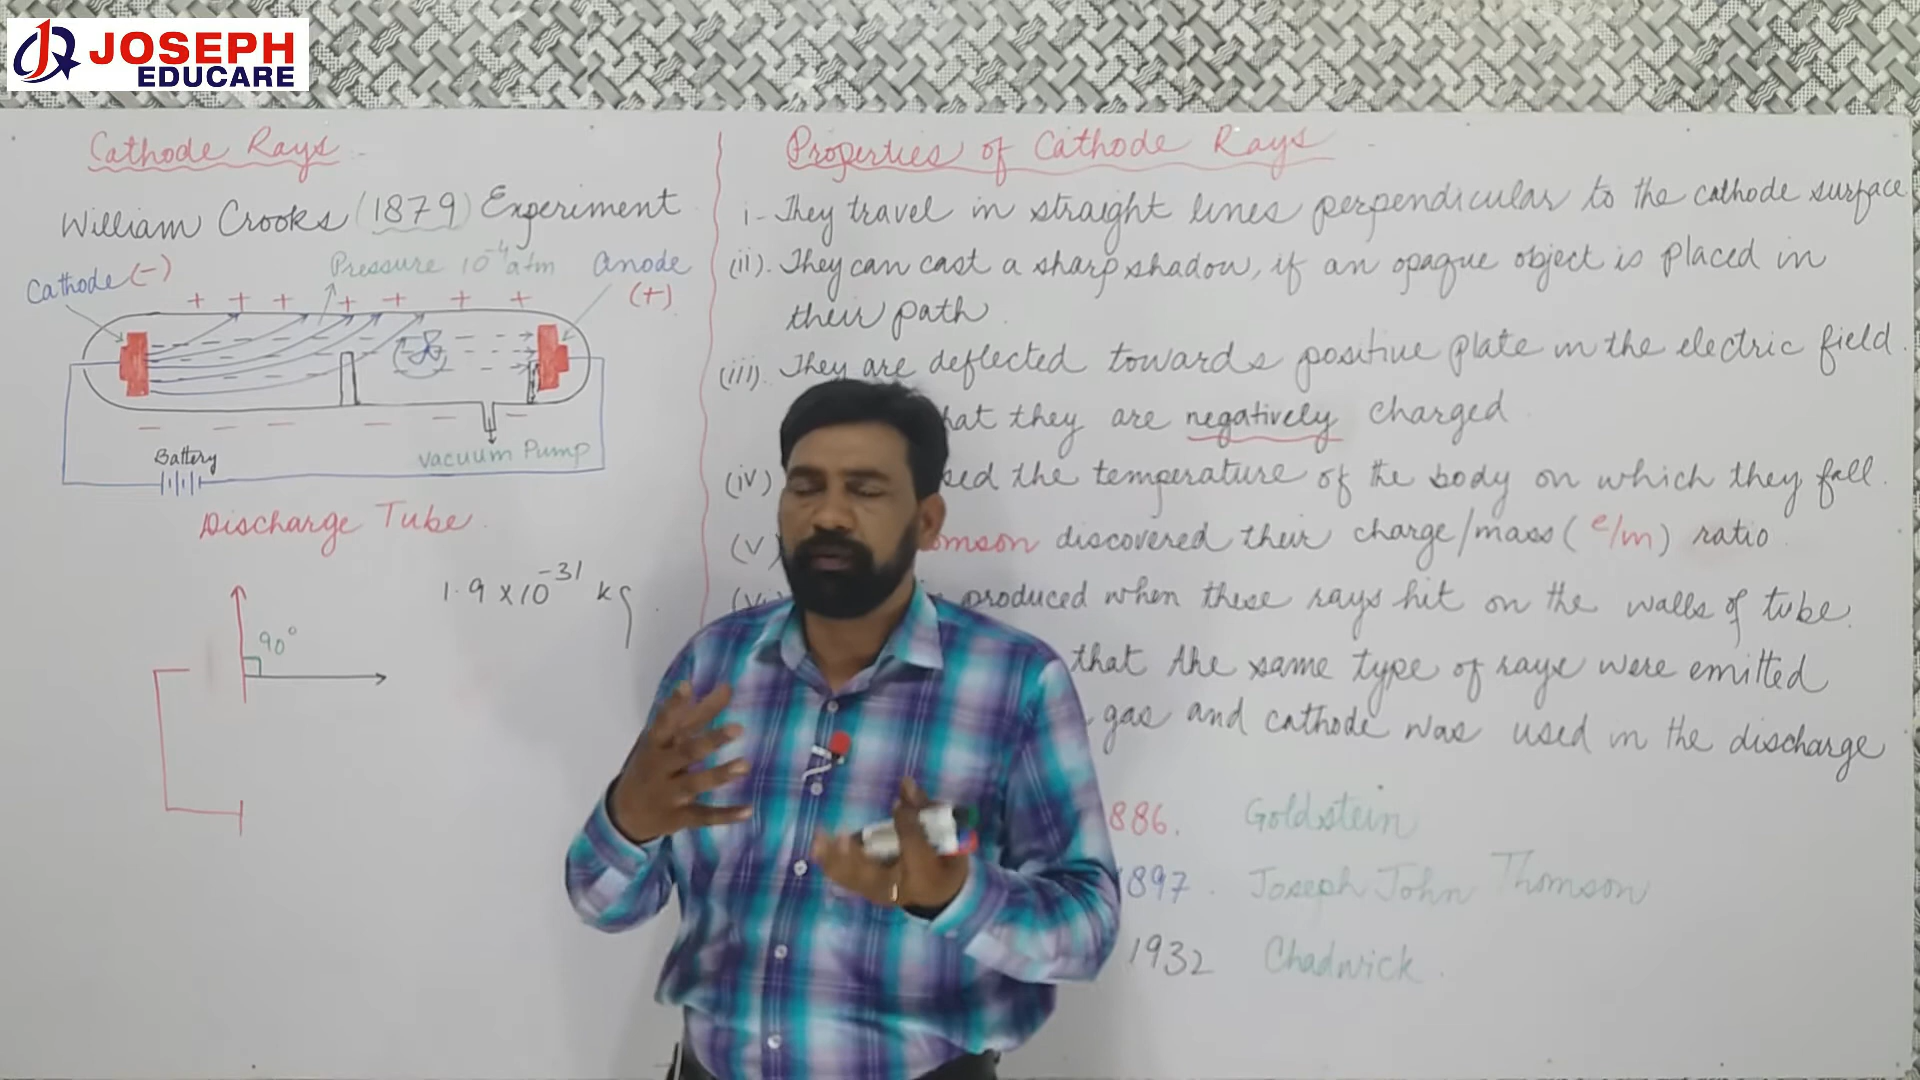 JOSEPH
EDUCARE
Cathode Rays
William Crooks (1879) Experiment
Cathode (-)
Pressure 10⁻⁴ atm
anode
(+)
+ + + + + + +
- - - - - -
Battery
Vacuum Pump
Discharge Tube
1.9 x 10⁻³¹ kg
90°
Properties of Cathode Rays
i- They travel in straight lines perpendicular to the cathode surface
(ii). They can cast a sharp shadow, if an opaque object is placed in
their path
(iii). They are deflected towards positive plate in the electric field.
they are negatively charged
(iv) the temperature of the body on which they fall.
(v) discovered their charge/mass (e/m) ratio
produced when these rays hit on the walls of tube.
that the same type of rays were emitted
gas and cathode was used in the discharge
886. Goldstein
1897. Joseph John Thomson
1932 Chadwick.